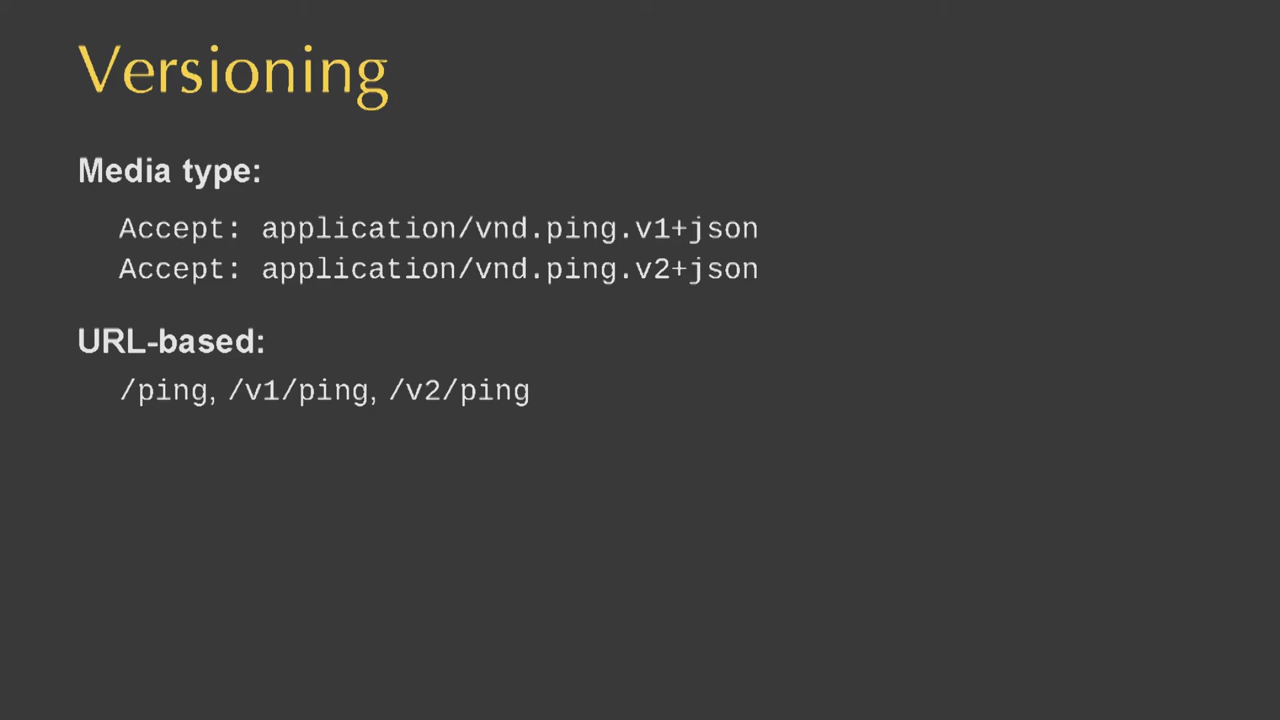 Versioning
Media type:
Accept: application/vnd.ping.v1+json
Accept: application/vnd.ping.v2+json
URL-based:
/ping, /v1/ping, /v2/ping